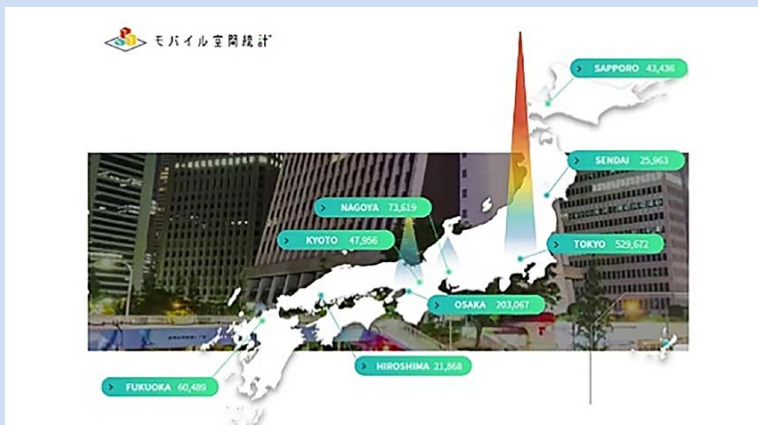 モバイル空間統計
SAPPORO 43,436
SENDAI 25,963
NAGOYA 73,619
KYOTO 47,956
TOKYO 529,672
OSAKA 203,067
HIROSHIMA 21,868
FUKUOKA 60,489